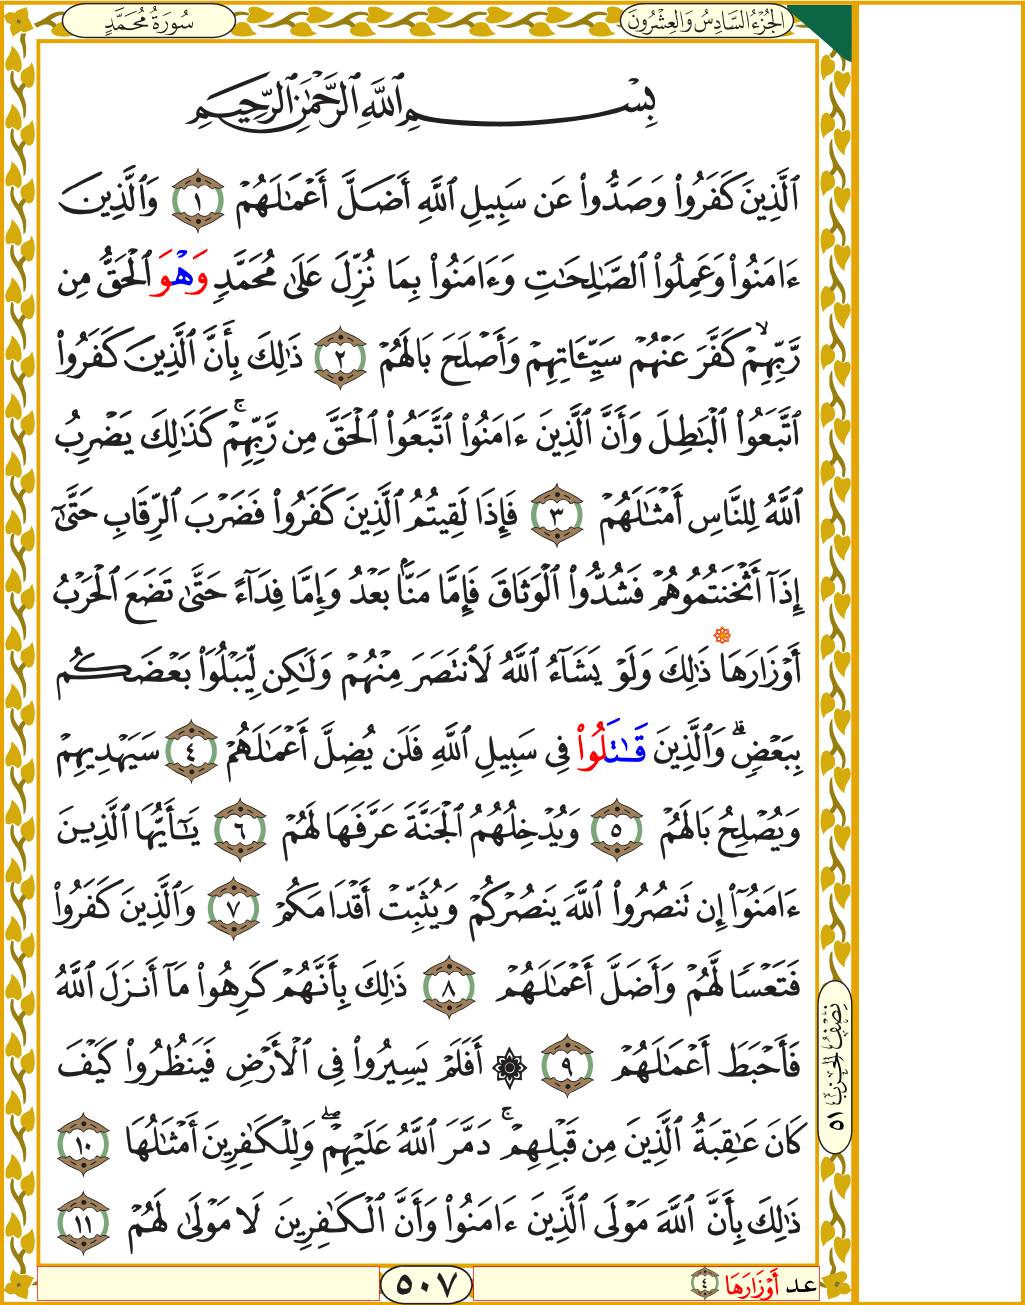 الجُزْءُ السَّادِسُ وَالعِشْرُونَ
سُورَةُ مُحَمَّدٍ
بِسْمِ ٱللَّهِ ٱلرَّحْمَٰنِ ٱلرَّحِيمِ
ٱلَّذِينَ كَفَرُوا۟ وَصَدُّوا۟ عَن سَبِيلِ ٱللَّهِ أَضَلَّ أَعْمَٰلَهُمْ ١ وَٱلَّذِينَ
ءَامَنُوا۟ وَعَمِلُوا۟ ٱلصَّٰلِحَٰتِ وَءَامَنُوا۟ بِمَا نُزِّلَ عَلَىٰ مُحَمَّدٍ وَهْوَ ٱلْحَقُّ مِن
رَّبِّهِمْ ۙ كَفَّرَ عَنْهُمْ سَيِّـَٔاتِهِمْ وَأَصْلَحَ بَالَهُمْ ٢ ذَٰلِكَ بِأَنَّ ٱلَّذِينَ كَفَرُوا۟
ٱتَّبَعُوا۟ ٱلْبَٰطِلَ وَأَنَّ ٱلَّذِينَ ءَامَنُوا۟ ٱتَّبَعُوا۟ ٱلْحَقَّ مِن رَّبِّهِمْ ۚ كَذَٰلِكَ يَضْرِبُ
ٱللَّهُ لِلنَّاسِ أَمْثَٰلَهُمْ ٣ فَإِذَا لَقِيتُمُ ٱلَّذِينَ كَفَرُوا۟ فَضَرْبَ ٱلرِّقَابِ حَتَّىٰٓ
إِذَآ أَثْخَنتُمُوهُمْ فَشُدُّوا۟ ٱلْوَثَاقَ فَإِمَّا مَنًّۢا بَعْدُ وَإِمَّا فِدَآءً حَتَّىٰ تَضَعَ ٱلْحَرْبُ
أَوْزَارَهَا ذَٰلِكَ وَلَوْ يَشَآءُ ٱللَّهُ لَٱنتَصَرَ مِنْهُمْ وَلَٰكِن لِّيَبْلُوَا۟ بَعْضَكُم
بِبَعْضٍ ۗ وَٱلَّذِينَ قَٰتَلُوا۟ فِى سَبِيلِ ٱللَّهِ فَلَن يُضِلَّ أَعْمَٰلَهُمْ ٤ سَيَهْدِيهِمْ
وَيُصْلِحُ بَالَهُمْ ٥ وَيُدْخِلُهُمُ ٱلْجَنَّةَ عَرَّفَهَا لَهُمْ ٦ يَٰٓأَيُّهَا ٱلَّذِينَ
ءَامَنُوٓا۟ إِن تَنصُرُوا۟ ٱللَّهَ يَنصُرْكُمْ وَيُثَبِّتْ أَقْدَامَكُمْ ٧ وَٱلَّذِينَ كَفَرُوا۟
فَتَعْسًا لَّهُمْ وَأَضَلَّ أَعْمَٰلَهُمْ ٨ ذَٰلِكَ بِأَنَّهُمْ كَرِهُوا۟ مَآ أَنزَلَ ٱللَّهُ
فَأَحْبَطَ أَعْمَٰلَهُمْ ٩ ۞ أَفَلَمْ يَسِيرُوا۟ فِى ٱلْأَرْضِ فَيَنظُرُوا۟ كَيْفَ
كَانَ عَٰقِبَةُ ٱلَّذِينَ مِن قَبْلِهِمْ ۚ دَمَّرَ ٱللَّهُ عَلَيْهِمْ ۖ وَلِلْكَٰفِرِينَ أَمْثَٰلُهَا ١٠
ذَٰلِكَ بِأَنَّ ٱللَّهَ مَوْلَى ٱلَّذِينَ ءَامَنُوا۟ وَأَنَّ ٱلْكَٰفِرِينَ لَا مَوْلَىٰ لَهُمْ ١١
نِصْفُ الحِزْبِ ٥١
عد أَوْزَارَهَا ٤
٥٠٧